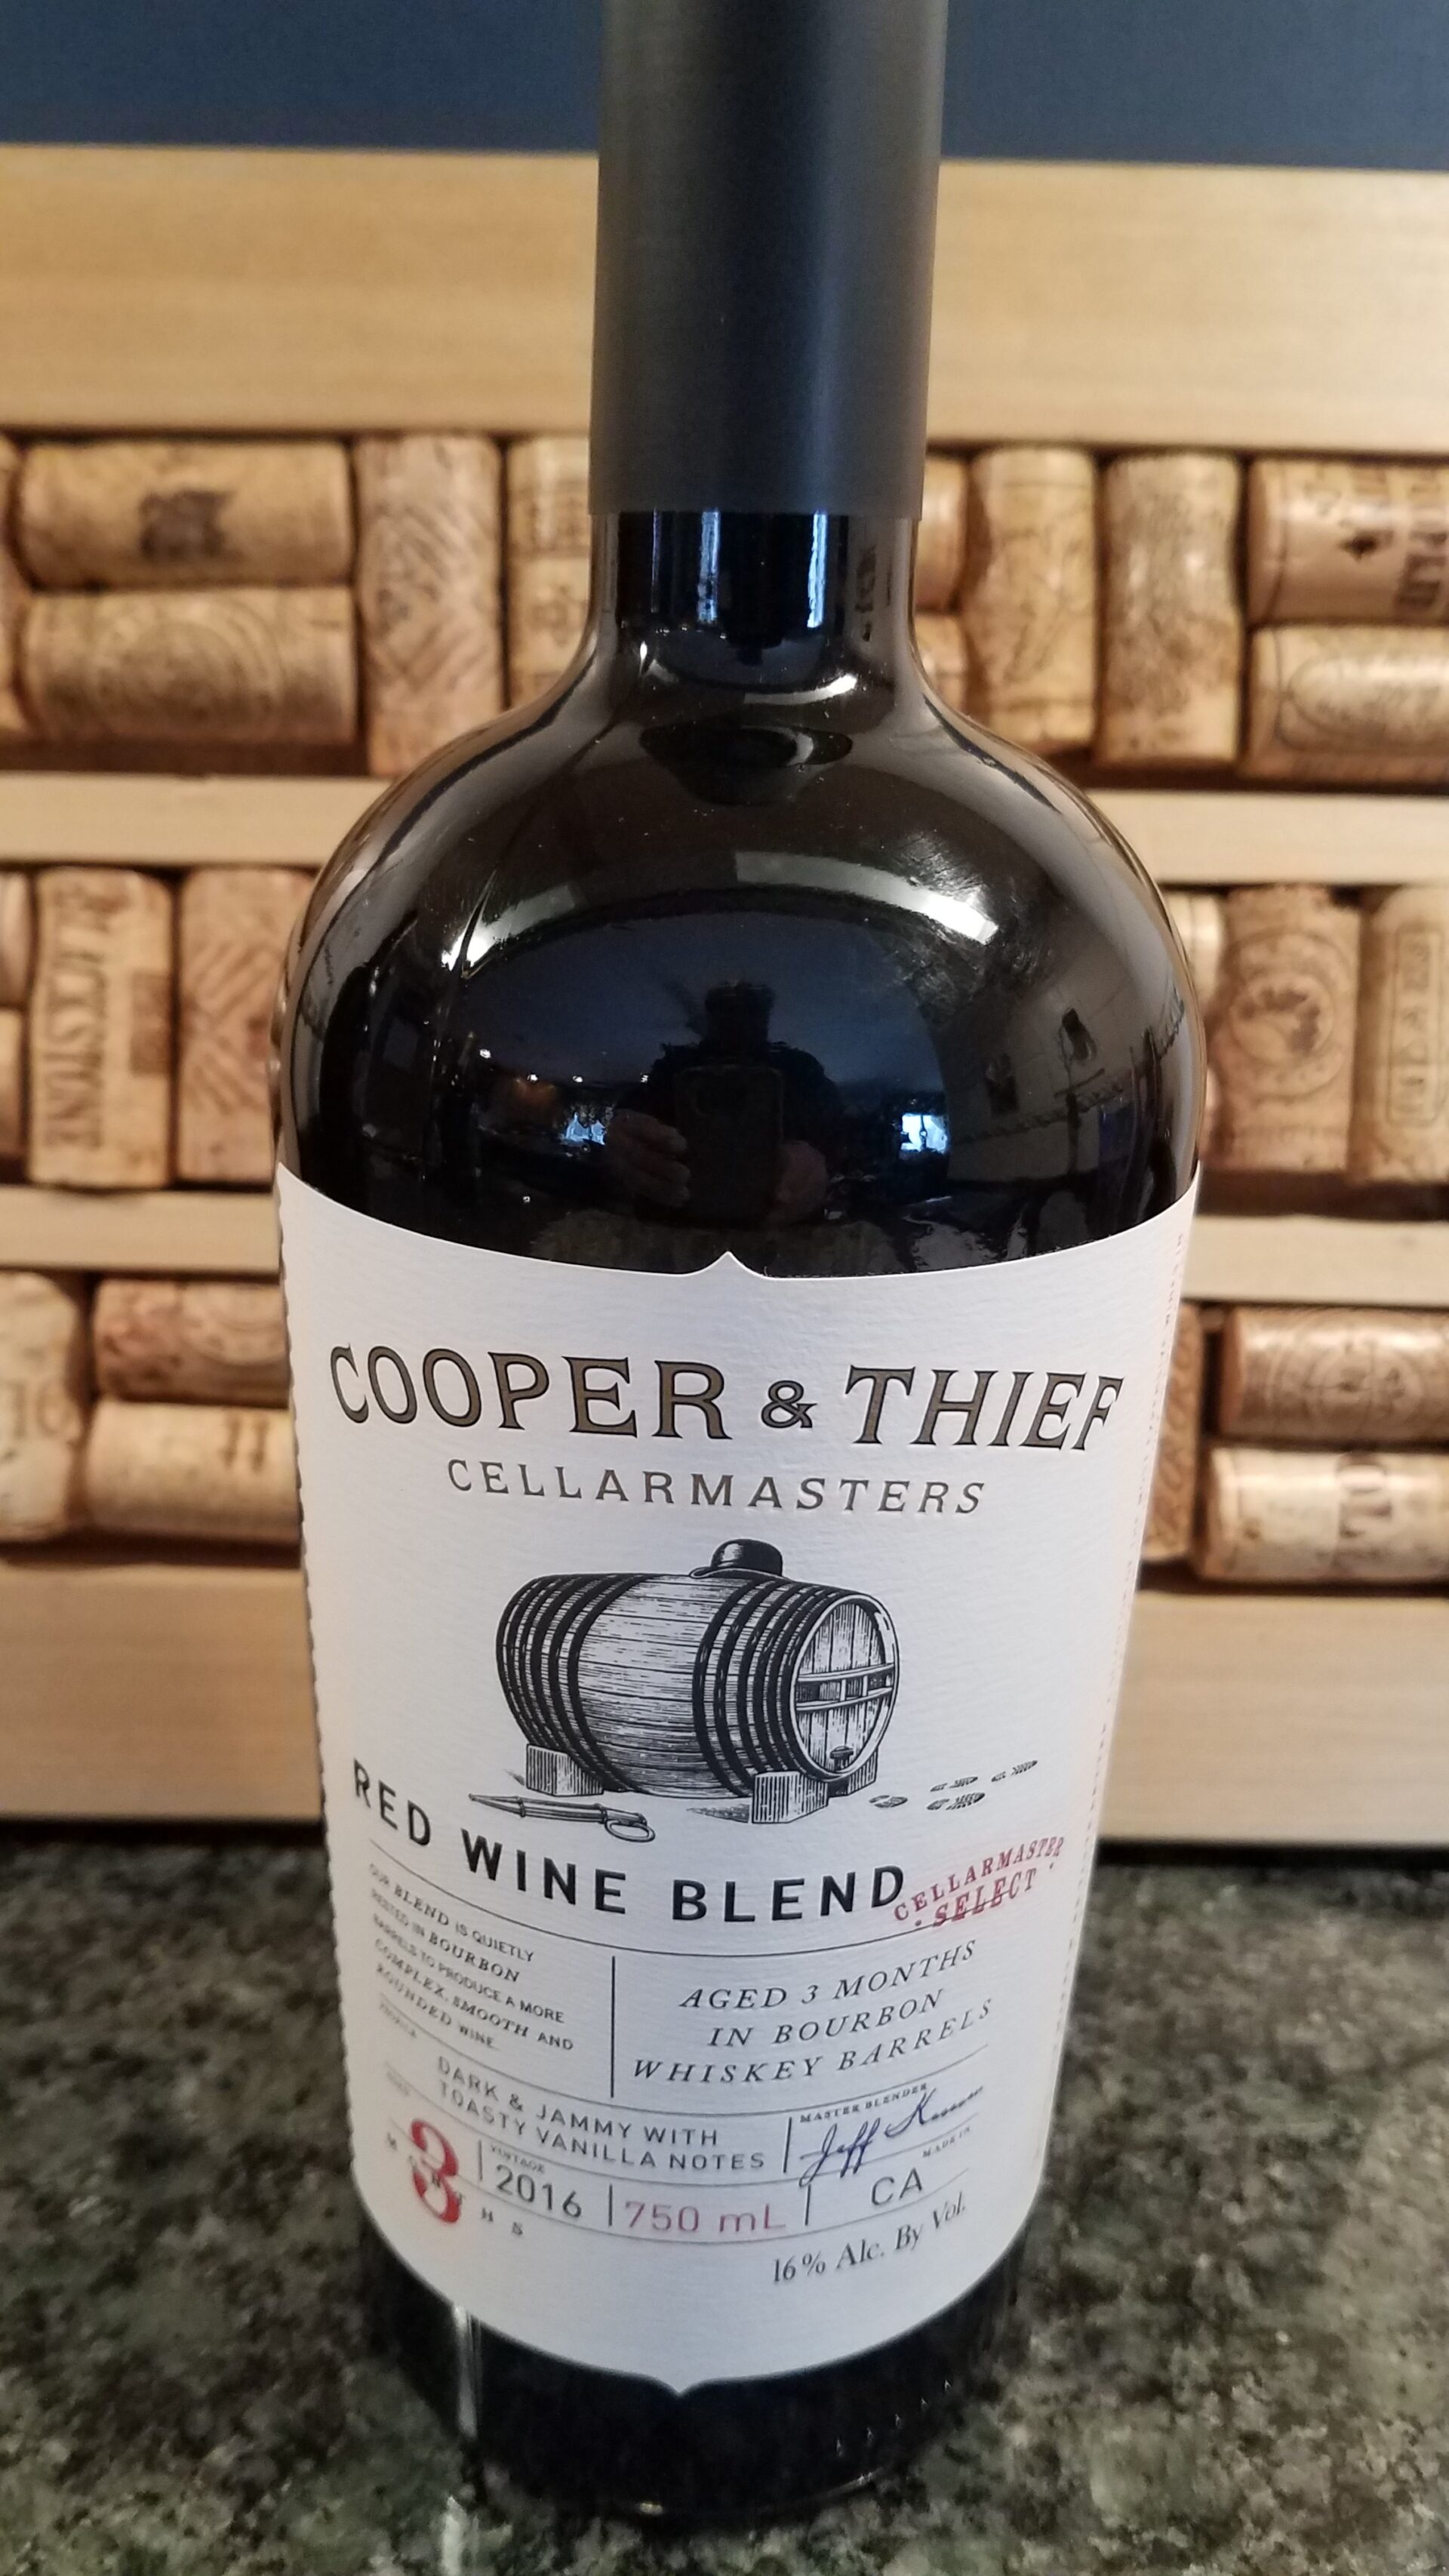 COOPER & THIEF
CELLARMASTERS
RED WINE BLEND
CELLARMASTER
• SELECT •
OUR BLEND IS QUIETLY
RESTED IN BOURBON
BARRELS TO PRODUCE A MORE
COMPLEX, SMOOTH AND
ROUNDED WINE.
AGED 3 MONTHS
IN BOURBON
WHISKEY BARRELS
DARK & JAMMY WITH
TOASTY VANILLA NOTES
MASTER BLENDER
Jeff
3
MONTHS
VINTAGE
2016
750 mL
MADE IN
CA
16% Alc. By Vol.